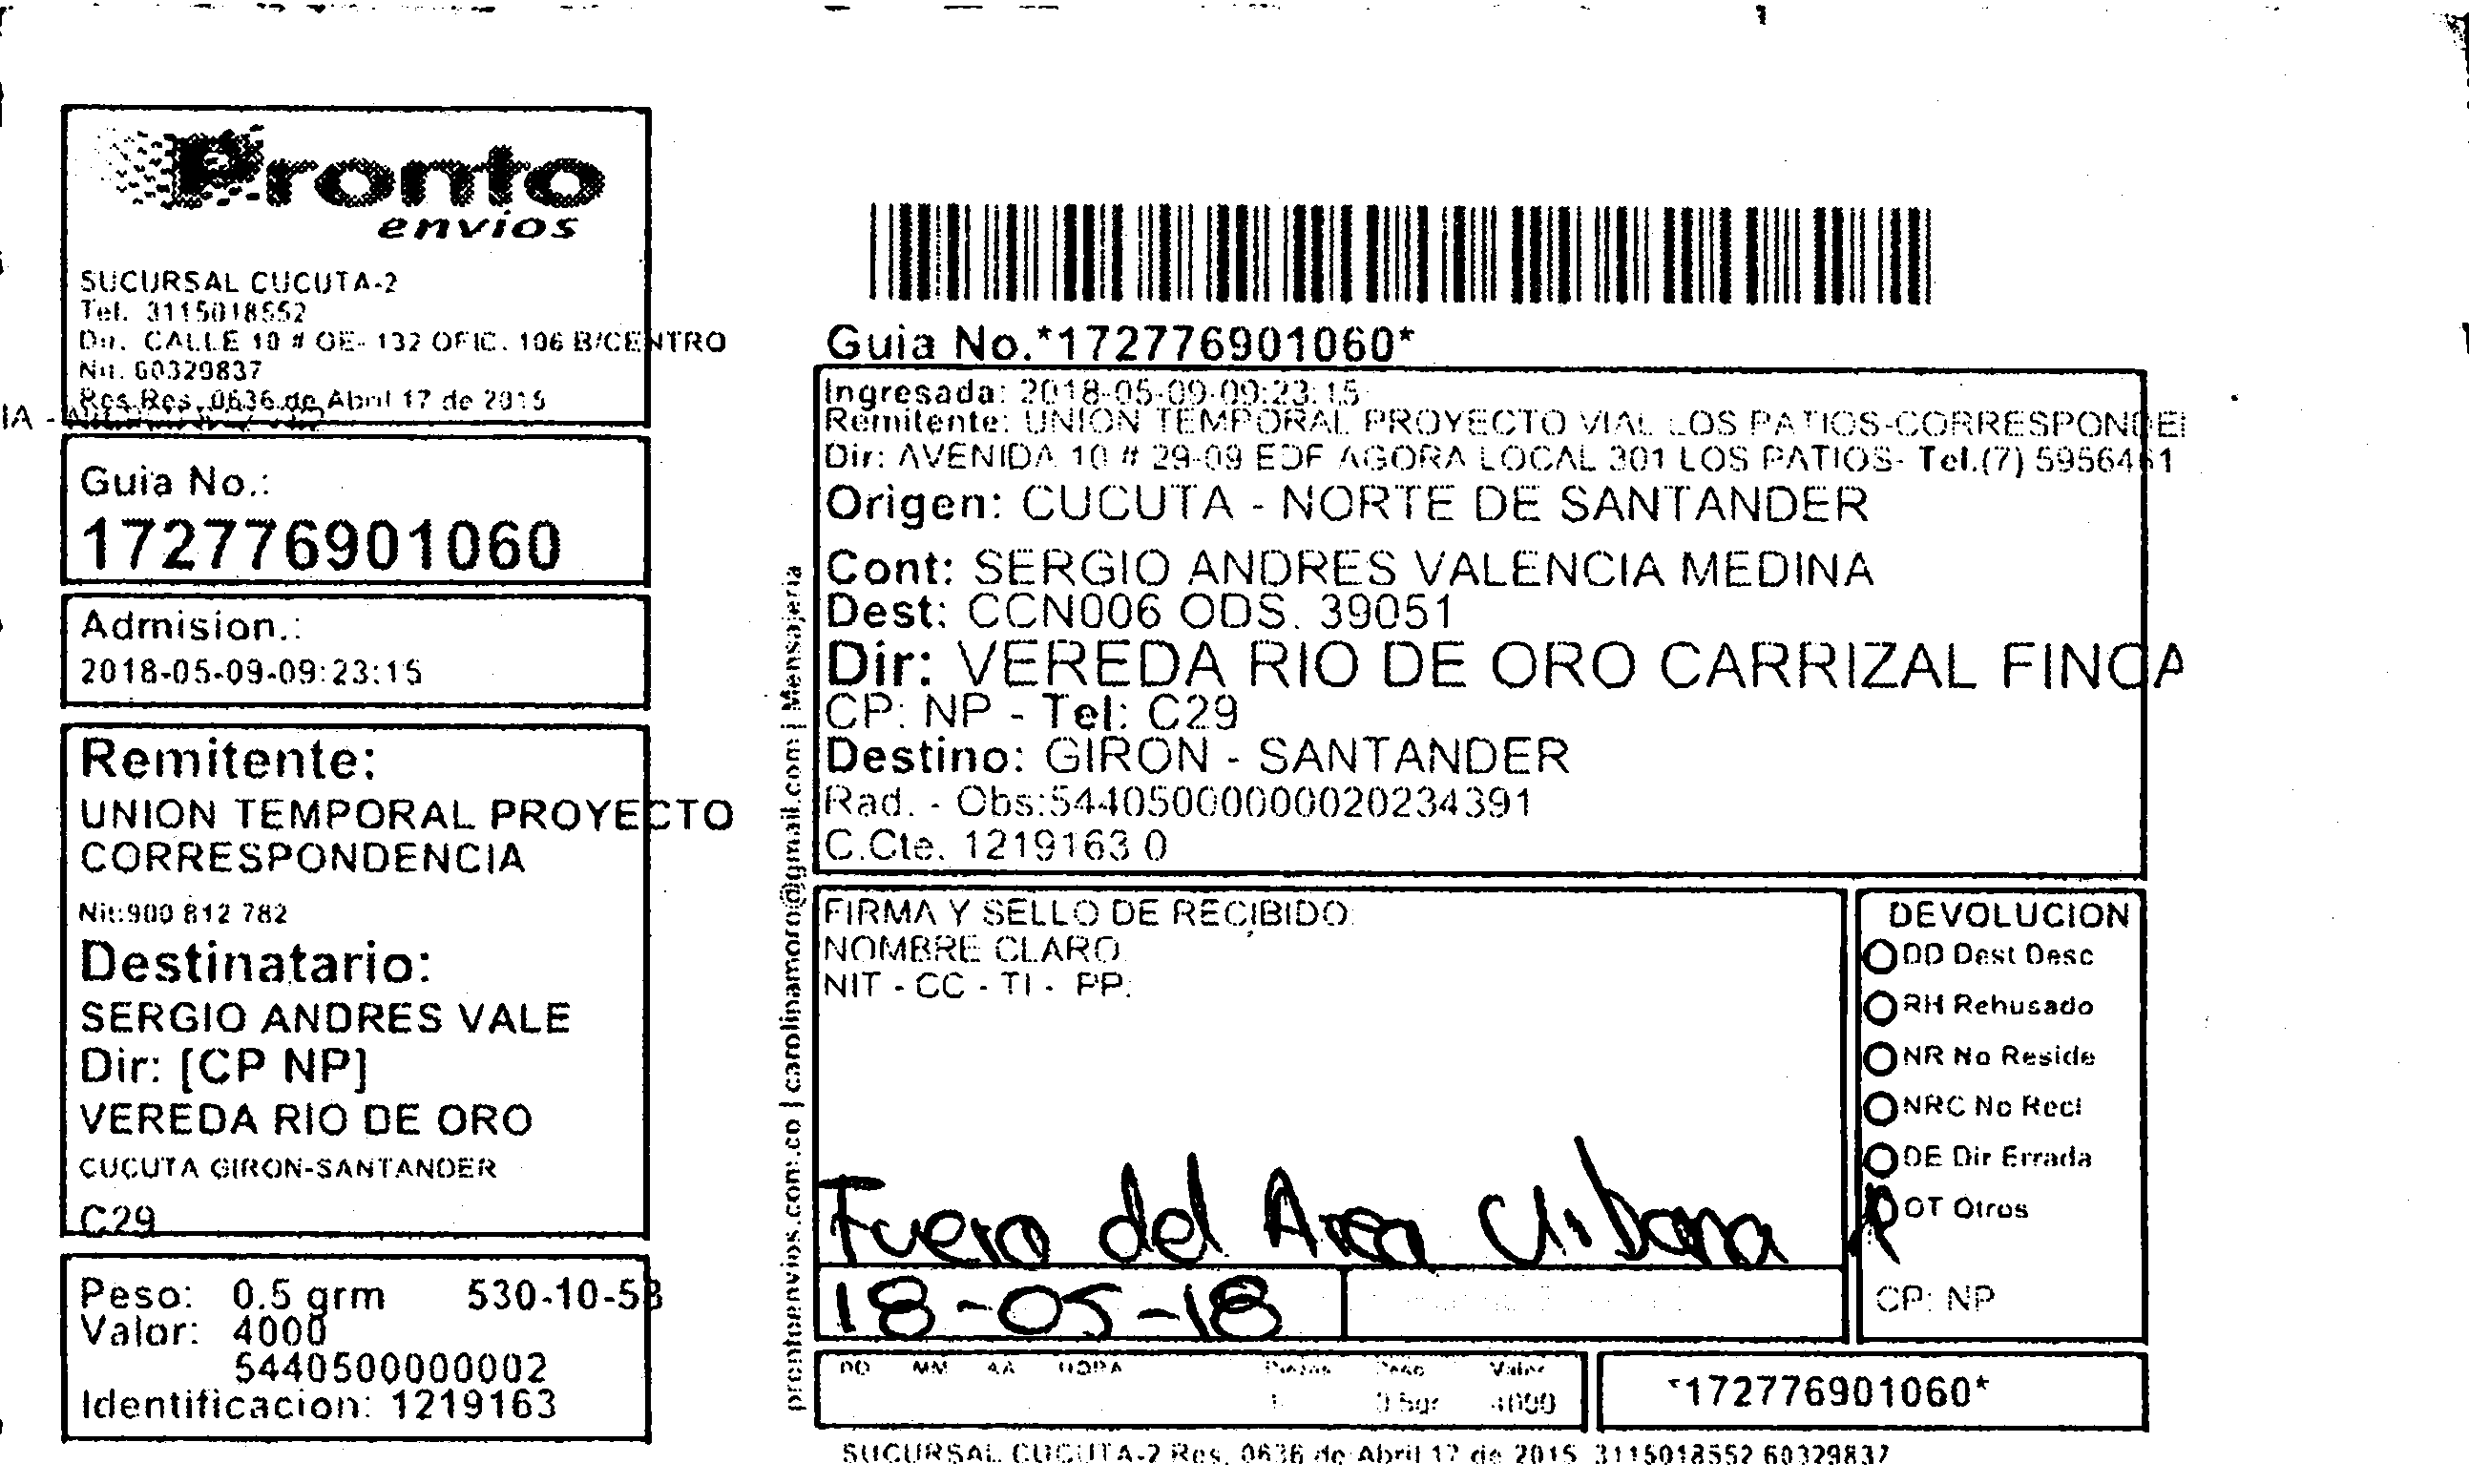 Pronto
envios
SUCURSAL CUCUTA-2
Tel. 3115018552
Dir. CALLE 10 # OE- 132 OFIC. 106 B/CENTRO
Nit. 60329837
Res.Res. 0636 de Abril 17 de 2015
IA -
Guia No.:
172776901060
Admision.:
2018-05-09-09:23:15
Remitente:
UNION TEMPORAL PROYECTO
CORRESPONDENCIA
Nit:900 812 782
Destinatario:
SERGIO ANDRES VALE
Dir: [CP NP]
VEREDA RIO DE ORO
CUCUTA GIRON-SANTANDER
C29
Peso: 0.5 grm 530-10-53
Valor: 4000
5440500000002
Identificacion: 1219163
prontoenvios.com.co | carolinamoro@gmail.com | Mensajeria
Guia No.*172776901060*
Ingresada: 2018-05-09-09:23:15
Remitente: UNION TEMPORAL PROYECTO VIAL LOS PATIOS-CORRESPONDEI
Dir: AVENIDA 10 # 29-09 EDF AGORA LOCAL 301 LOS PATIOS- Tel.(7) 5956461
Origen: CUCUTA - NORTE DE SANTANDER
Cont: SERGIO ANDRES VALENCIA MEDINA
Dest: CCN006 ODS. 39051
Dir: VEREDA RIO DE ORO CARRIZAL FINCA
CP: NP - Tel: C29
Destino: GIRON - SANTANDER
Rad. - Obs:5440500000020234391
C.Cte. 1219163 0
FIRMA Y SELLO DE RECIBIDO:
NOMBRE CLARO
NIT - CC - TI - PP:
Fuera del Area Urbana
18-05-18
DEVOLUCION
DD Dest Desc
RH Rehusado
NR No Reside
NRC No Recl
DE Dir Errada
OT Otros
CP: NP
DD MM AA HORA Piezas Peso Valor
1 0.5gr 4000
*172776901060*
SUCURSAL CUCUTA-2 Res. 0636 de Abril 17 de 2015 3115018552 60329837